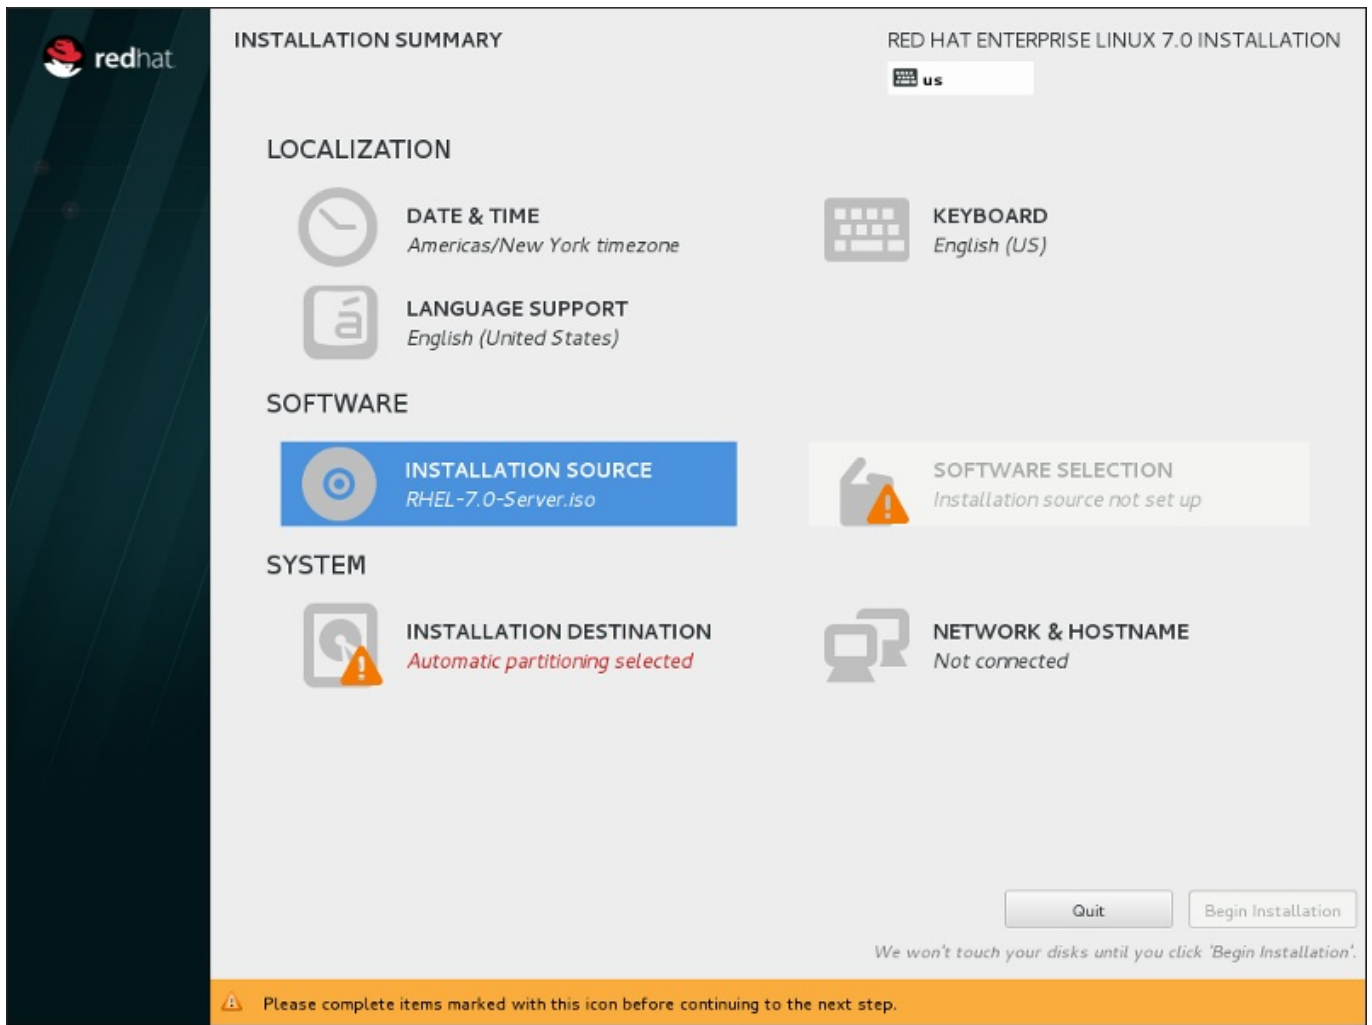 redhat
INSTALLATION SUMMARY
RED HAT ENTERPRISE LINUX 7.0 INSTALLATION
us
LOCALIZATION
DATE & TIME
Americas/New York timezone
KEYBOARD
English (US)
á
LANGUAGE SUPPORT
English (United States)
SOFTWARE
INSTALLATION SOURCE
RHEL-7.0-Server.iso
SOFTWARE SELECTION
Installation source not set up
SYSTEM
INSTALLATION DESTINATION
Automatic partitioning selected
NETWORK & HOSTNAME
Not connected
Quit
Begin Installation
We won't touch your disks until you click 'Begin Installation'.
Please complete items marked with this icon before continuing to the next step.